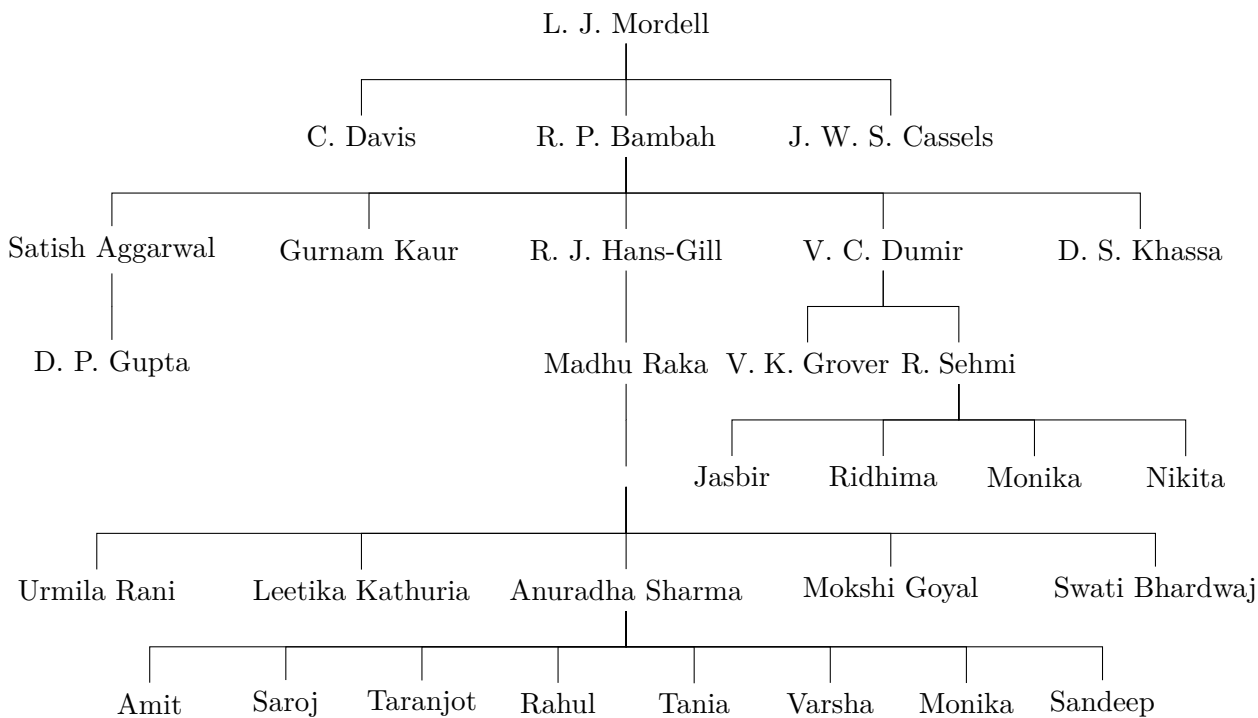 L. J. Mordell
C. Davis R. P. Bambah J. W. S. Cassels
Satish Aggarwal Gurnam Kaur R. J. Hans-Gill V. C. Dumir D. S. Khassa
D. P. Gupta Madhu Raka V. K. Grover R. Sehmi
Jasbir Ridhima Monika Nikita
Urmila Rani Leetika Kathuria Anuradha Sharma Mokshi Goyal Swati Bhardwaj
Amit Saroj Taranjot Rahul Tania Varsha Monika Sandeep